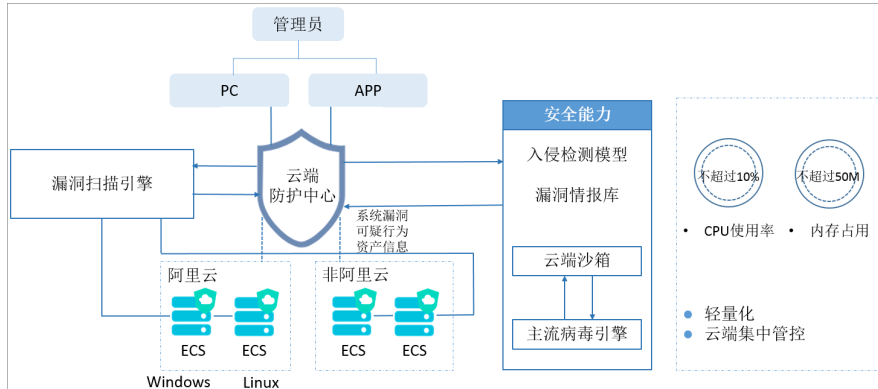 管理员
PC
APP
漏洞扫描引擎
云端
防护中心
系统漏洞
可疑行为
资产信息
阿里云
ECS
ECS
Windows
Linux
非阿里云
ECS
ECS
安全能力
入侵检测模型
漏洞情报库
云端沙箱
主流病毒引擎
不超过10%
不超过50M
• CPU使用率
• 内存占用
轻量化
云端集中管控